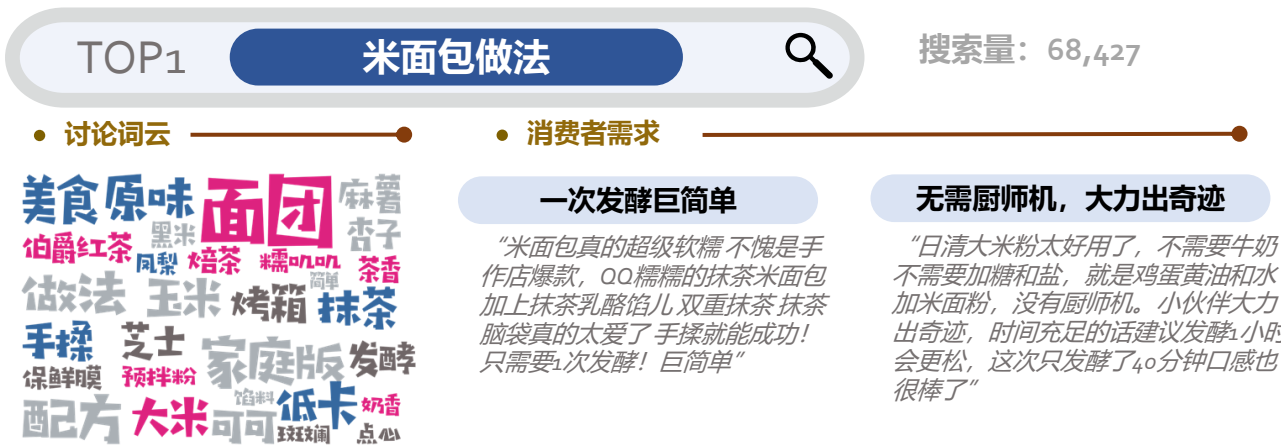 TOP1
米面包做法
搜索量：68,427
讨论词云
消费者需求
美食 原味 面团 麻薯
伯爵红茶 黑米 杏子
凤梨 焙茶 糯叽叽 茶香
简单
做法 玉米 烤箱 抹茶
手揉 芝士 家庭版 发酵
保鲜膜 预拌粉
配方 大米 可可 馅料 低卡 奶香
斑斓 点心
一次发酵巨简单
“米面包真的超级软糯 不愧是手
作店爆款，QQ糯糯的抹茶米面包
加上抹茶乳酪馅儿 双重抹茶 抹茶
脑袋真的太爱了 手揉就能成功！
只需要1次发酵！巨简单”
无需厨师机，大力出奇迹
“日清大米粉太好用了，不需要牛奶
不需要加糖和盐，就是鸡蛋黄油和水
加米面粉，没有厨师机。小伙伴大力
出奇迹，时间充足的话建议发酵1小时
会更松，这次只发酵了40分钟口感也
很棒了”